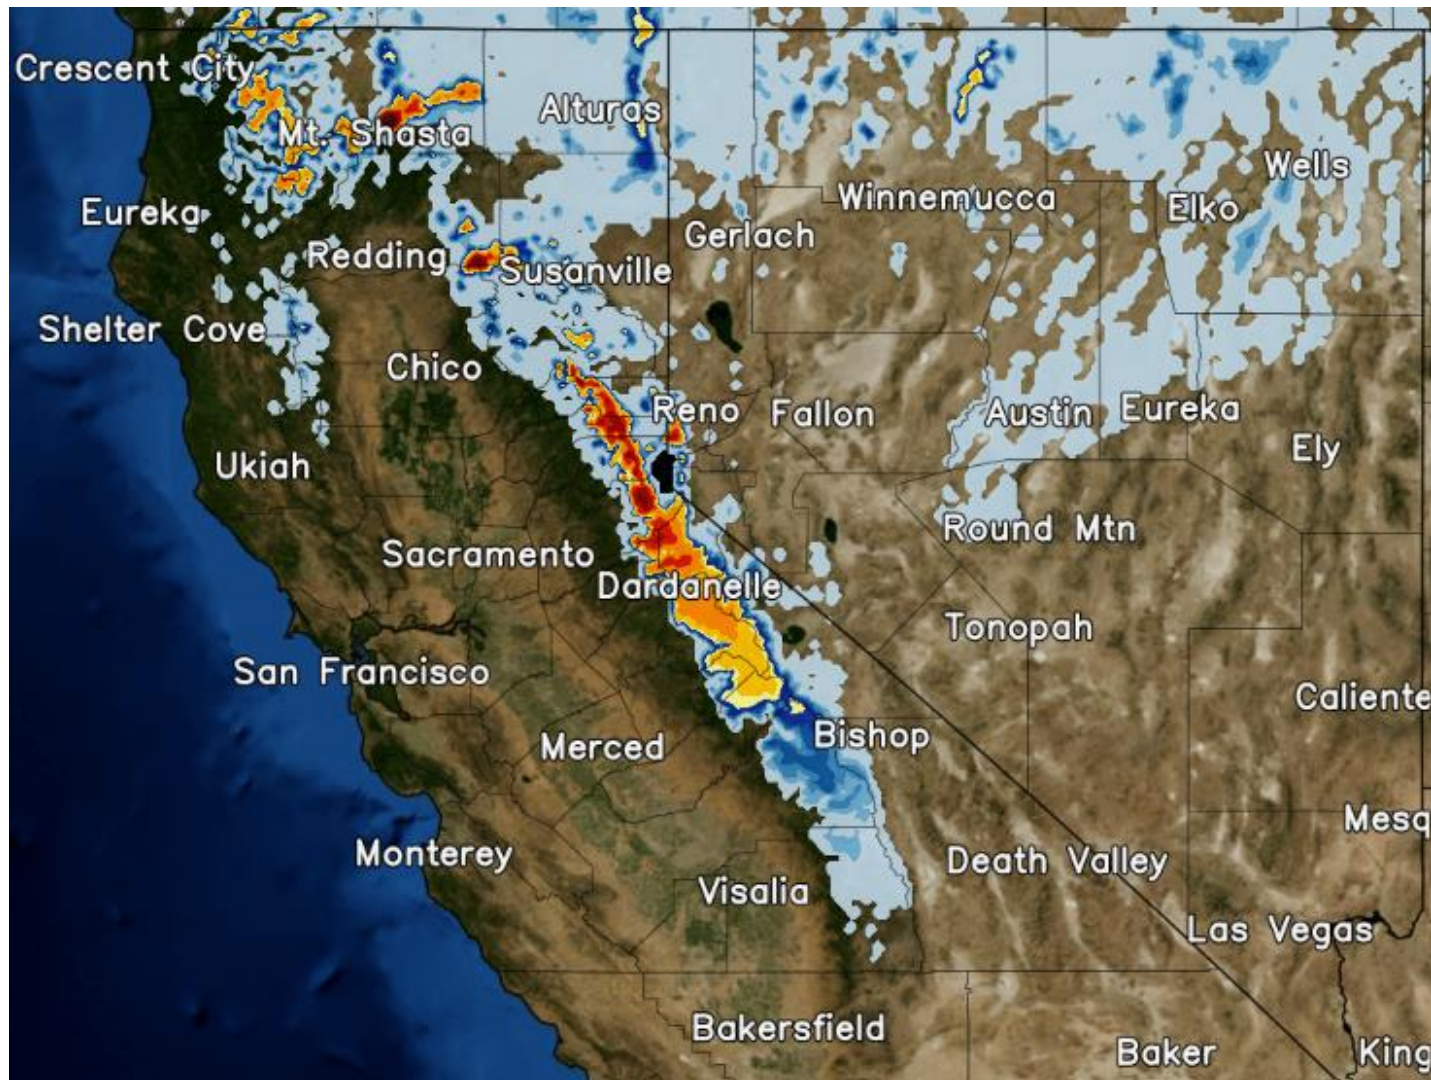 Crescent City
Alturas
Mt. Shasta
Wells
Winnemucca
Elko
Eureka
Gerlach
Redding
Susanville
Shelter Cove
Chico
Reno
Fallon
Austin
Eureka
Ely
Ukiah
Round Mtn
Sacramento
Dardanelle
Tonopah
San Francisco
Caliente
Bishop
Merced
Mesq
Monterey
Death Valley
Visalia
Las Vegas
Bakersfield
Baker
King